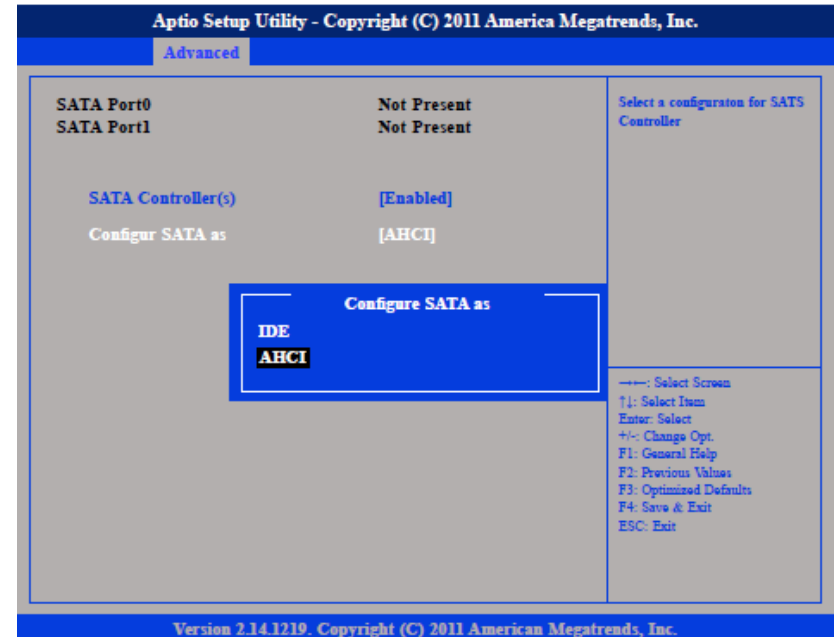 Aptio Setup Utility - Copyright (C) 2011 America Megatrends, Inc.
Advanced
SATA Port0 Not Present
SATA Port1 Not Present
SATA Controller(s) [Enabled]
Configur SATA as [AHCI]
Configure SATA as
IDE
AHCI
Select a configuraton for SATS
Controller
→←: Select Screen
↑↓: Select Item
Enter: Select
+/-: Change Opt.
F1: General Help
F2: Previous Values
F3: Optimized Defaults
F4: Save & Exit
ESC: Exit
Version 2.14.1219. Copyright (C) 2011 American Megatrends, Inc.